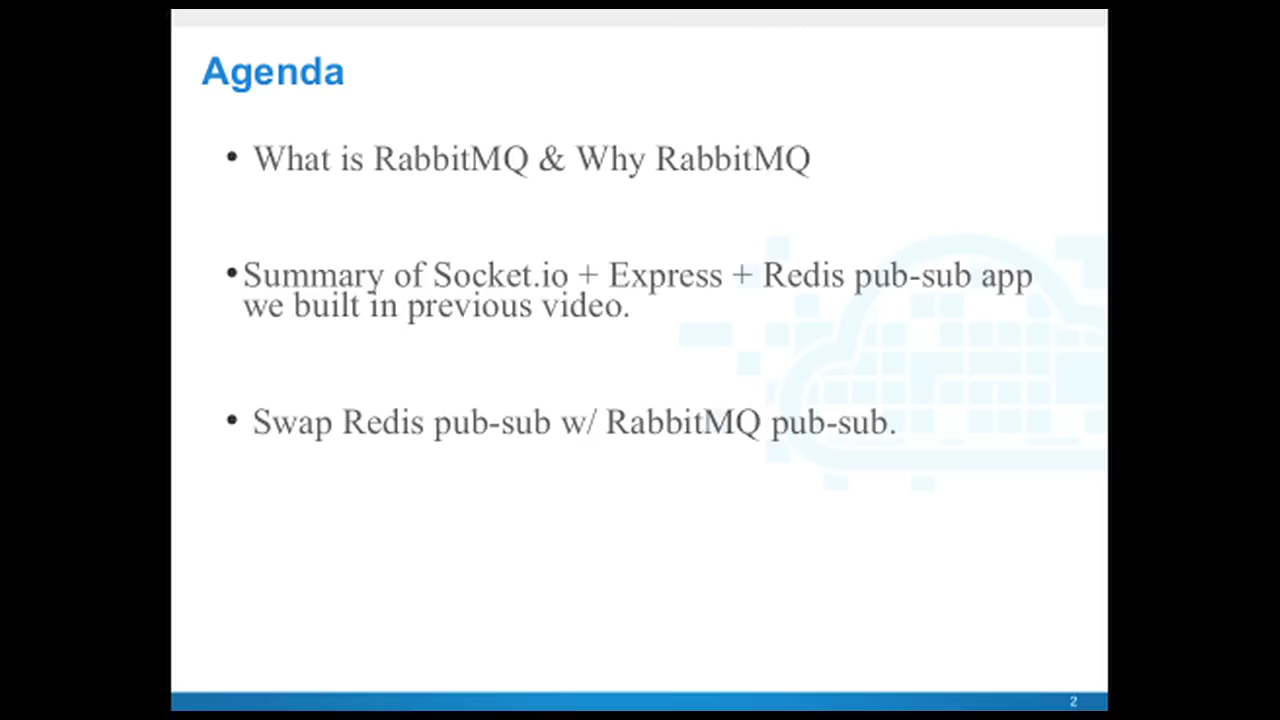 Agenda
• What is RabbitMQ & Why RabbitMQ
• Summary of Socket.io + Express + Redis pub-sub app
we built in previous video.
• Swap Redis pub-sub w/ RabbitMQ pub-sub.
2